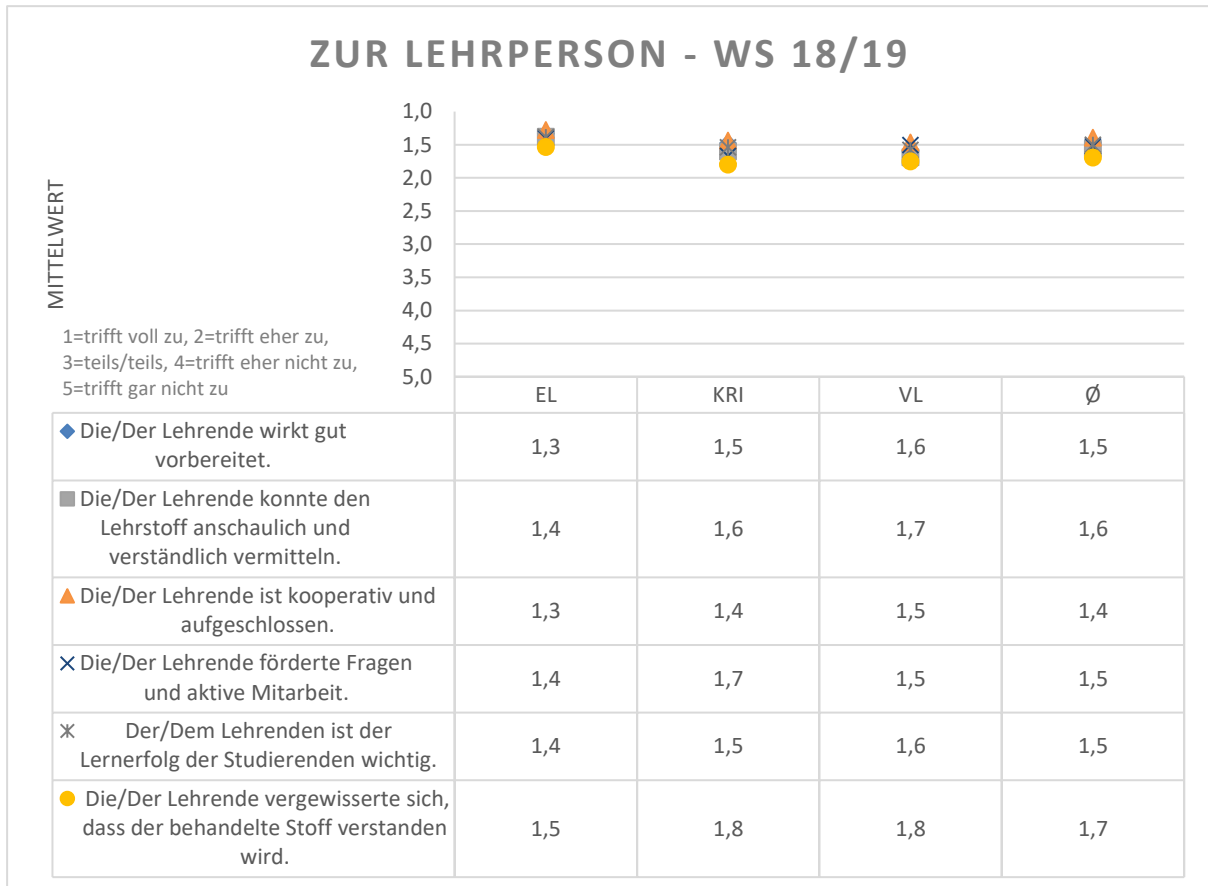 ZUR LEHRPERSON - WS 18/19
MITTELWERT
1,0
1,5
2,0
2,5
3,0
3,5
4,0
4,5
5,0
1=trifft voll zu, 2=trifft eher zu,
3=teils/teils, 4=trifft eher nicht zu,
5=trifft gar nicht zu
EL KRI VL Ø
Die/Der Lehrende wirkt gut
vorbereitet.
1,3 1,5 1,6 1,5
Die/Der Lehrende konnte den
Lehrstoff anschaulich und
verständlich vermitteln.
1,4 1,6 1,7 1,6
Die/Der Lehrende ist kooperativ und
aufgeschlossen.
1,3 1,4 1,5 1,4
Die/Der Lehrende förderte Fragen
und aktive Mitarbeit.
1,4 1,7 1,5 1,5
Der/Dem Lehrenden ist der
Lernerfolg der Studierenden wichtig.
1,4 1,5 1,6 1,5
Die/Der Lehrende vergewisserte sich,
dass der behandelte Stoff verstanden
wird.
1,5 1,8 1,8 1,7